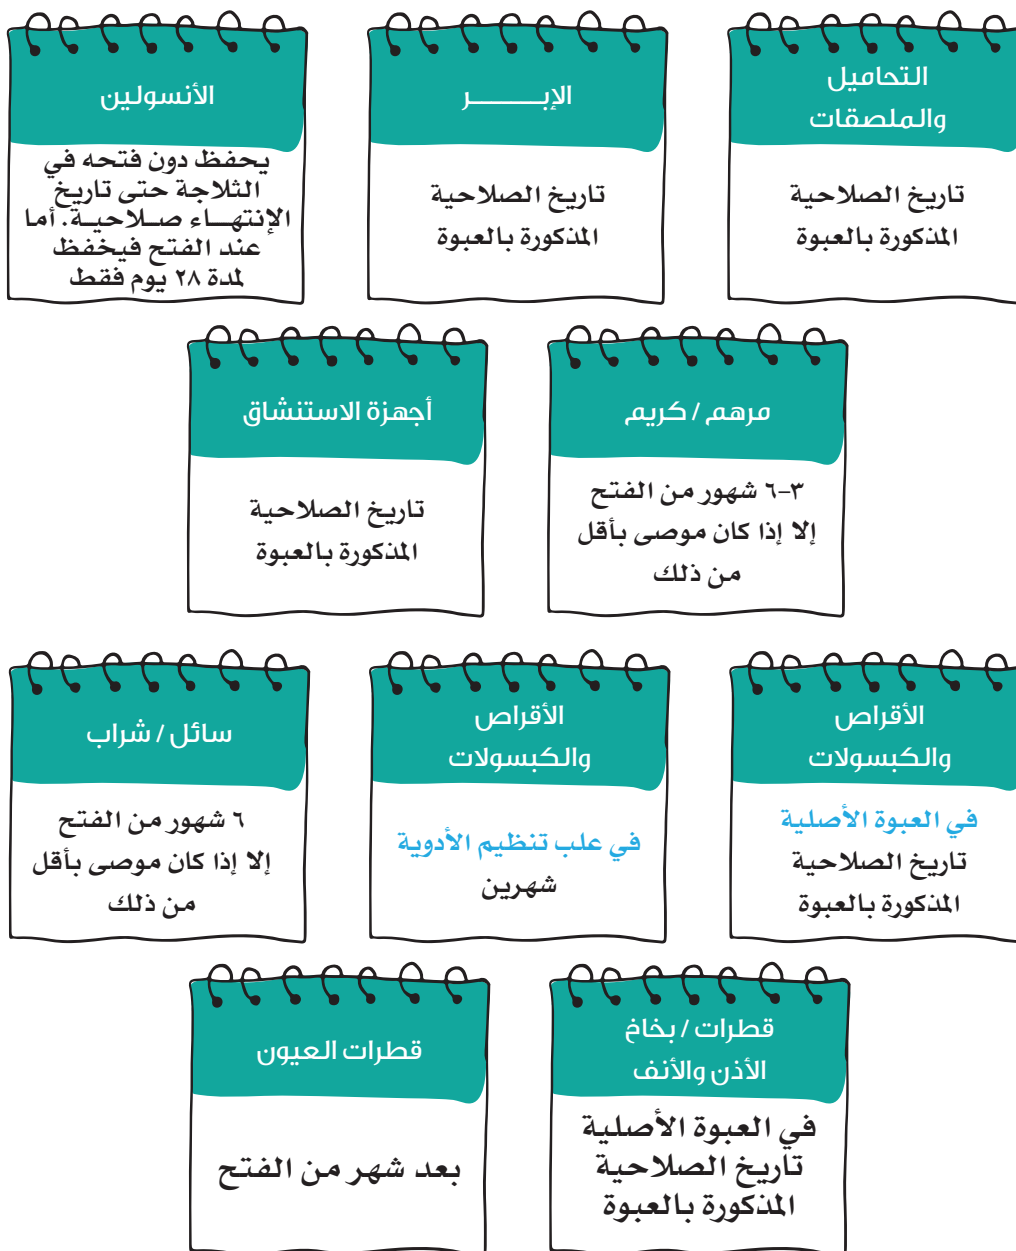 التحاميل
والملصقات
تاريخ الصلاحية
المذكورة بالعبوة
الإبـــــــــر
تاريخ الصلاحية
المذكورة بالعبوة
الأنسولين
يحفظ دون فتحه في
الثلاجة حتى تاريخ
الإنتهـــاء صــلاحيــة. أما
عند الفتح فيخفظ
لمدة ٢٨ يوم فقط
مرهم / كريم
٣-٦ شهور من الفتح
إلا إذا كان موصى بأقل
من ذلك
أجهزة الاستنشاق
تاريخ الصلاحية
المذكورة بالعبوة
الأقراص
والكبسولات
في العبوة الأصلية
تاريخ الصلاحية
المذكورة بالعبوة
الأقراص
والكبسولات
في علب تنظيم الأدوية
شهرين
سائل / شراب
٦ شهور من الفتح
إلا إذا كان موصى بأقل
من ذلك
قطرات / بخاخ
الأذن والأنف
في العبوة الأصلية
تاريخ الصلاحية
المذكورة بالعبوة
قطرات العيون
بعد شهر من الفتح